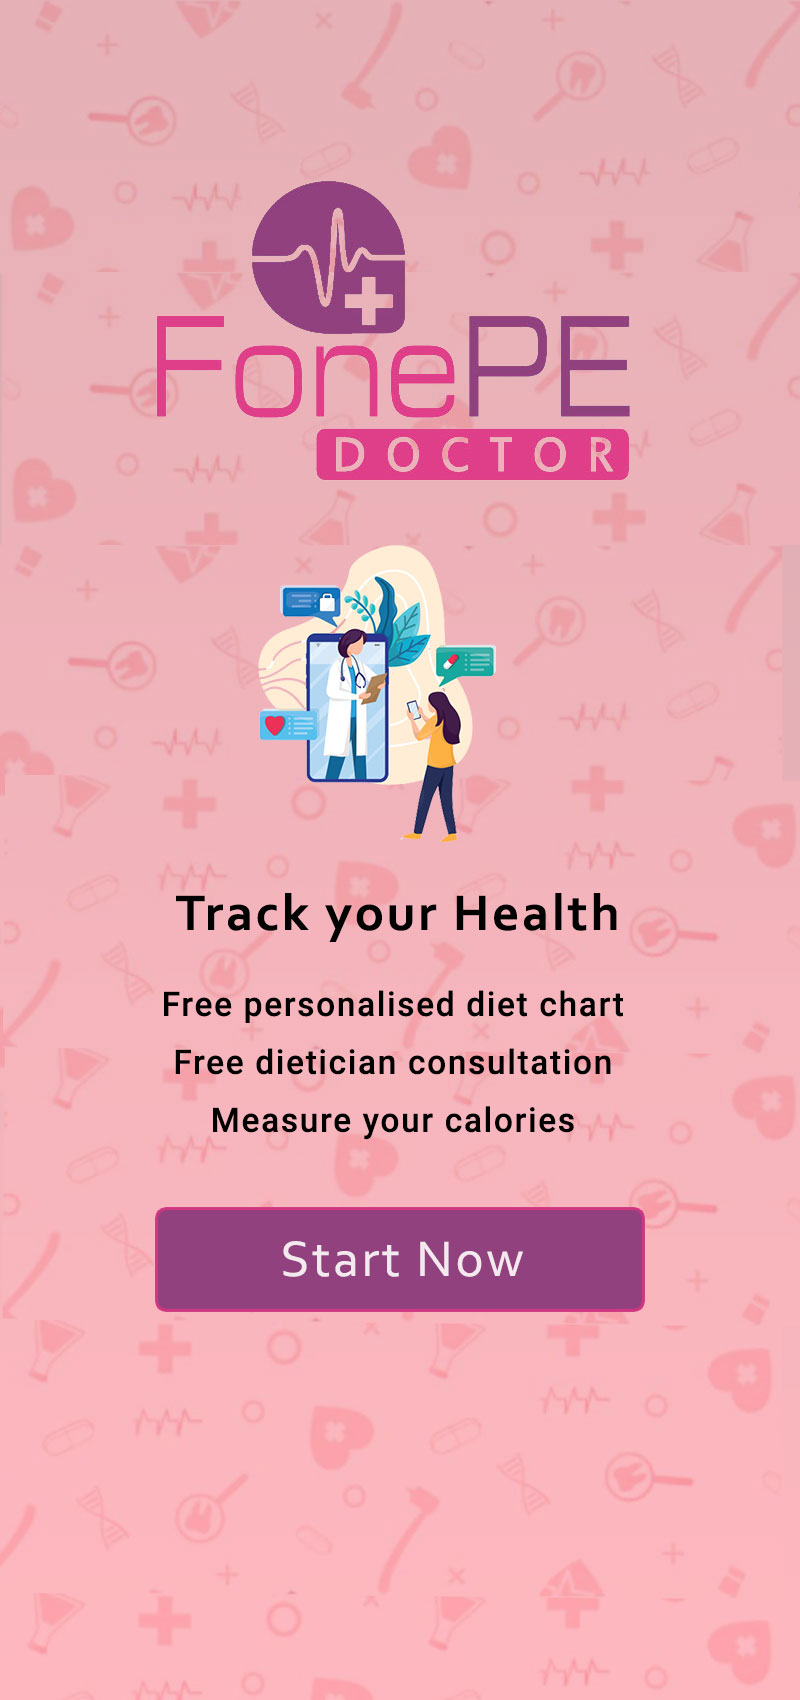 FonePE
DOCTOR
Track your Health
Free personalised diet chart
Free dietician consultation
Measure your calories
Start Now